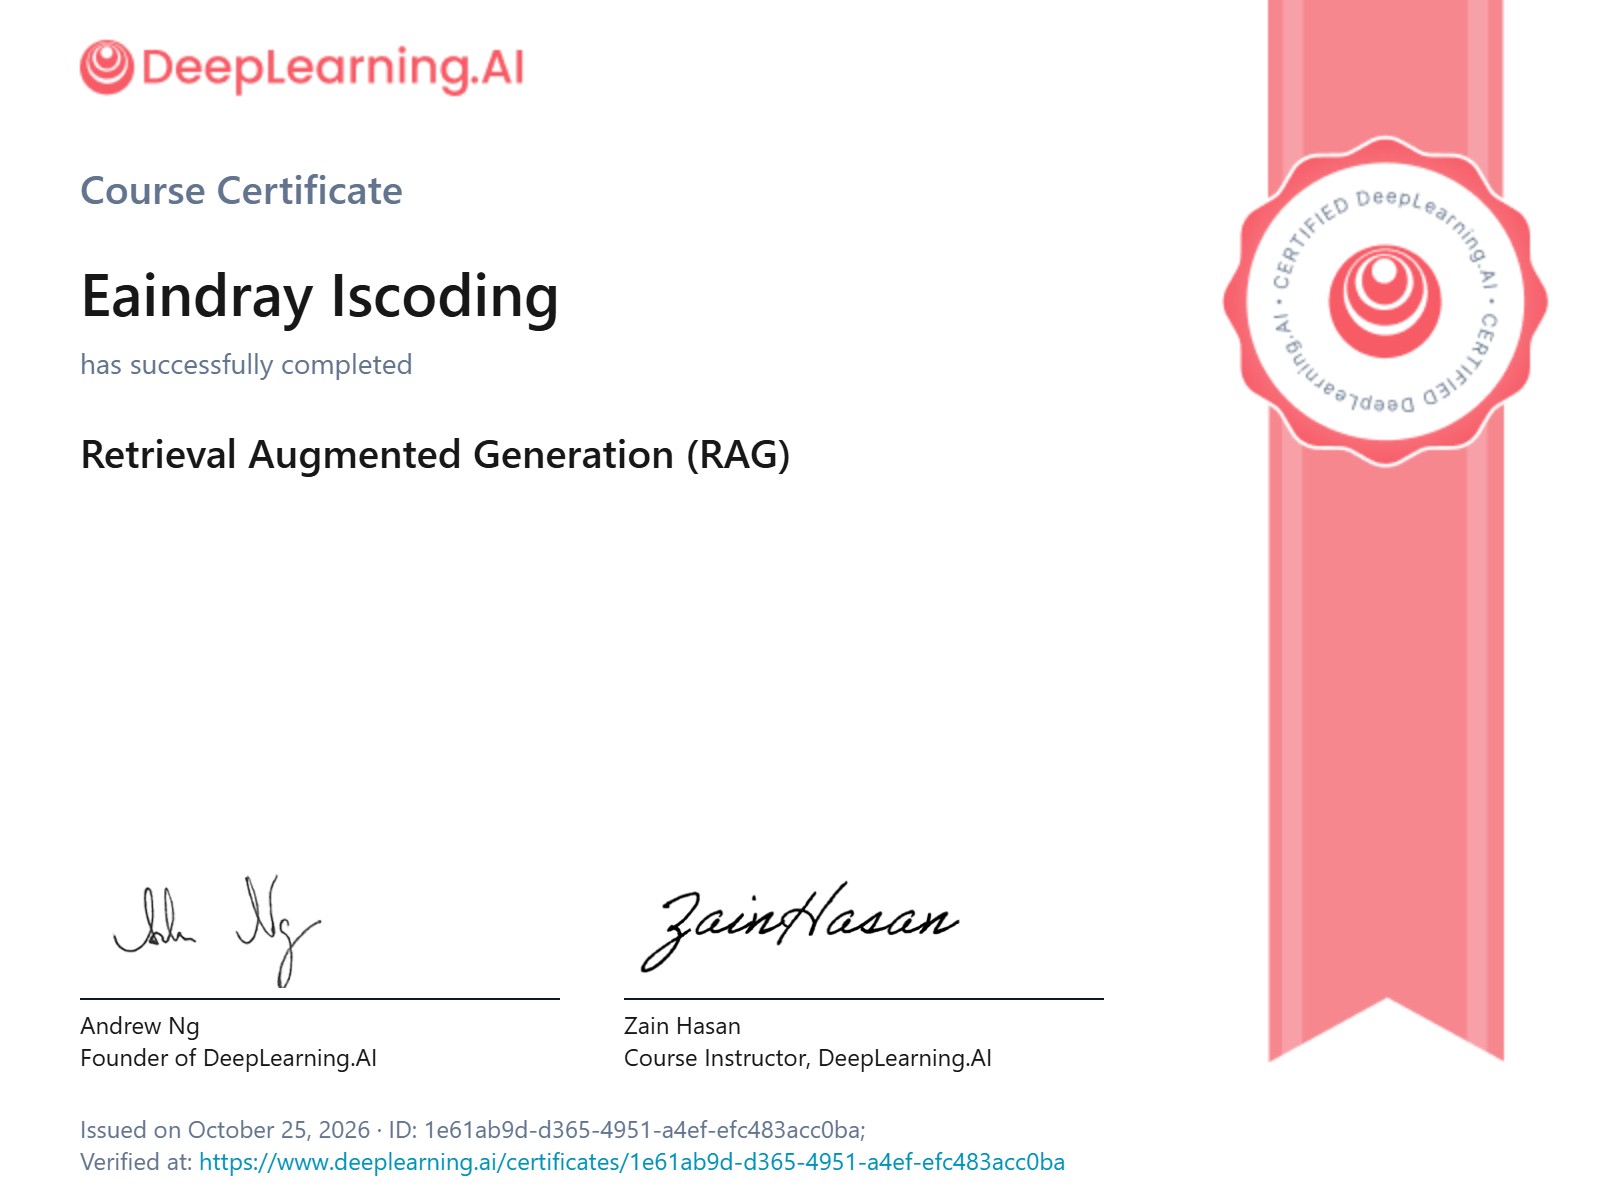 DeepLearning.AI
Course Certificate
Eaindray Iscoding
has successfully completed
Retrieval Augmented Generation (RAG)
CERTIFIED DeepLearning.AI • CERTIFIED DeepLearning.AI •
Andrew Ng
Zain Hasan
Andrew Ng
Founder of DeepLearning.AI
Zain Hasan
Course Instructor, DeepLearning.AI
Issued on October 25, 2026 · ID: 1e61ab9d-d365-4951-a4ef-efc483acc0ba;
Verified at: https://www.deeplearning.ai/certificates/1e61ab9d-d365-4951-a4ef-efc483acc0ba